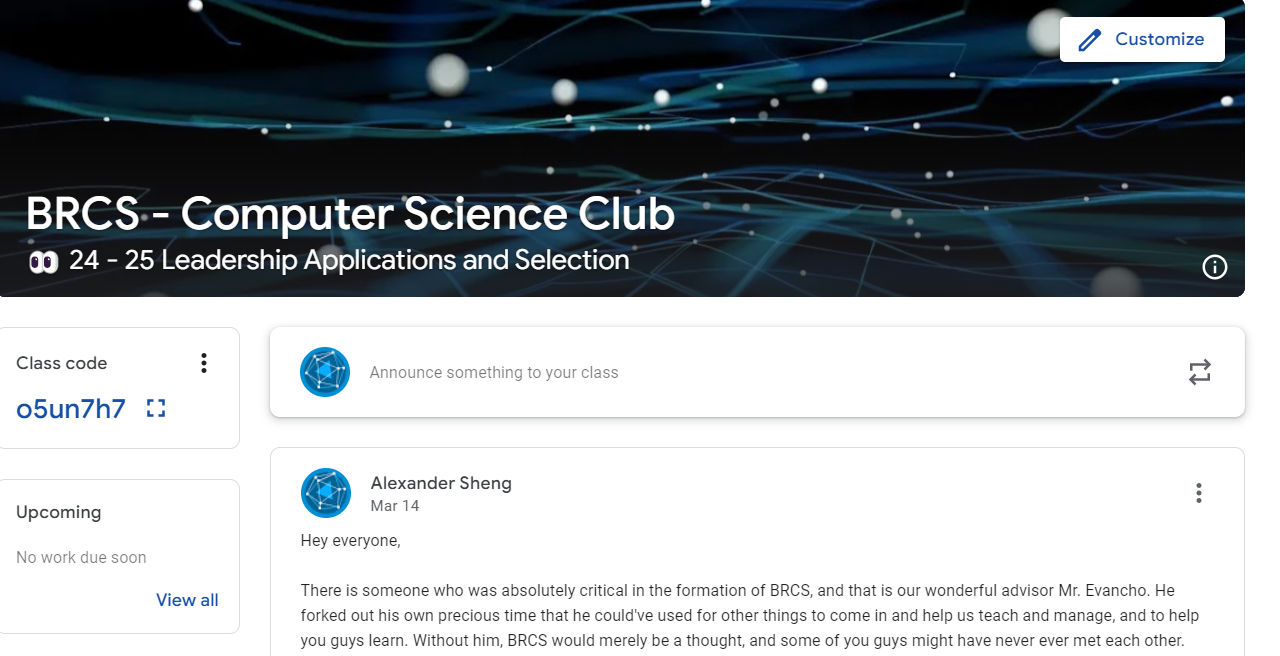 Customize
BRCS - Computer Science Club
👀 24 - 25 Leadership Applications and Selection
Class code
o5un7h7
Announce something to your class
Alexander Sheng
Mar 14
Upcoming
No work due soon
View all
Hey everyone,
There is someone who was absolutely critical in the formation of BRCS, and that is our wonderful advisor Mr. Evancho. He
forked out his own precious time that he could've used for other things to come in and help us teach and manage, and to help
you guys learn. Without him, BRCS would merely be a thought, and some of you guys might have never ever met each other.